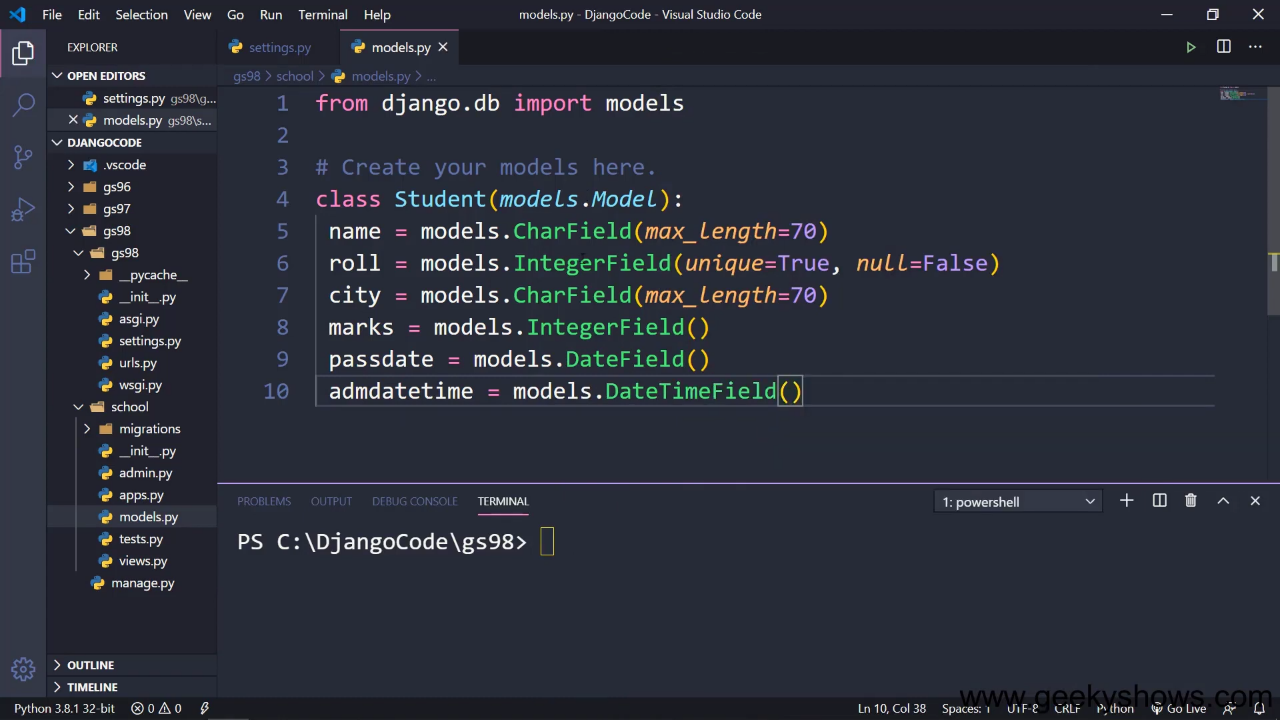 File Edit Selection View Go Run Terminal Help models.py - DjangoCode - Visual Studio Code
EXPLORER
OPEN EDITORS
settings.py gs98\g...
models.py gs98\s...
DJANGOCODE
.vscode
gs96
gs97
gs98
gs98
__pycache__
__init__.py
asgi.py
settings.py
urls.py
wsgi.py
school
migrations
__init__.py
admin.py
apps.py
models.py
tests.py
views.py
manage.py
OUTLINE
TIMELINE
settings.py models.py
gs98 > school > models.py > ...
1 from django.db import models
2
3 # Create your models here.
4 class Student(models.Model):
5 name = models.CharField(max_length=70)
6 roll = models.IntegerField(unique=True, null=False)
7 city = models.CharField(max_length=70)
8 marks = models.IntegerField()
9 passdate = models.DateField()
10 admdatetime = models.DateTimeField()
PROBLEMS OUTPUT DEBUG CONSOLE TERMINAL 1: powershell
PS C:\DjangoCode\gs98>
www.geekyshows.com
Python 3.8.1 32-bit 0 0 Ln 10, Col 38 Spaces: 1 UTF-8 CRLF Python Go Live